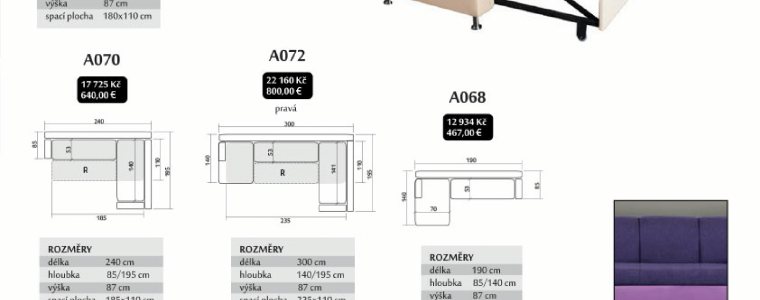 výška 87 cm
spací plocha 180x110 cm
A070
17 725 Kč
640,00 €
A072
22 160 Kč
800,00 €
pravá
A068
12 934 Kč
467,00 €
240
85
53
140
110
195
R
185
300
140
53
141
110
195
R
235
190
140
53
85
70
ROZMĚRY
délka 240 cm
hloubka 85/195 cm
výška 87 cm
spací plocha 185x110 cm
ROZMĚRY
délka 300 cm
hloubka 140/195 cm
výška 87 cm
spací plocha 235x110 cm
ROZMĚRY
délka 190 cm
hloubka 85/140 cm
výška 87 cm